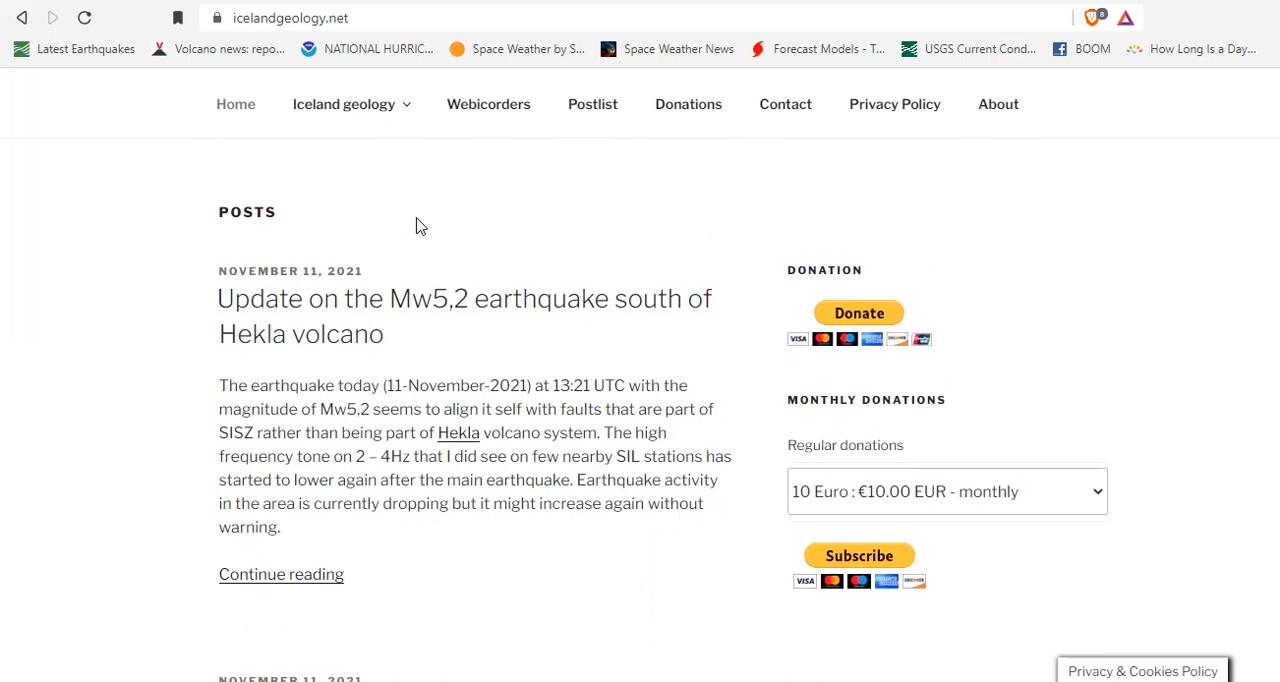 icelandgeology.net
8
Latest Earthquakes
Volcano news: repo...
NATIONAL HURRIC...
Space Weather by S...
Space Weather News
Forecast Models - T...
USGS Current Cond...
BOOM
How Long Is a Day...
Home
Iceland geology
Webicorders
Postlist
Donations
Contact
Privacy Policy
About
POSTS
NOVEMBER 11, 2021
Update on the Mw5,2 earthquake south of
Hekla volcano
The earthquake today (11-November-2021) at 13:21 UTC with the
magnitude of Mw5,2 seems to align it self with faults that are part of
SISZ rather than being part of Hekla volcano system. The high
frequency tone on 2 – 4Hz that I did see on few nearby SIL stations has
started to lower again after the main earthquake. Earthquake activity
in the area is currently dropping but it might increase again without
warning.
Continue reading
NOVEMBER 11, 2021
DONATION
Donate
VISA
MONTHLY DONATIONS
Regular donations
10 Euro : €10.00 EUR - monthly
Subscribe
VISA
Privacy & Cookies Policy